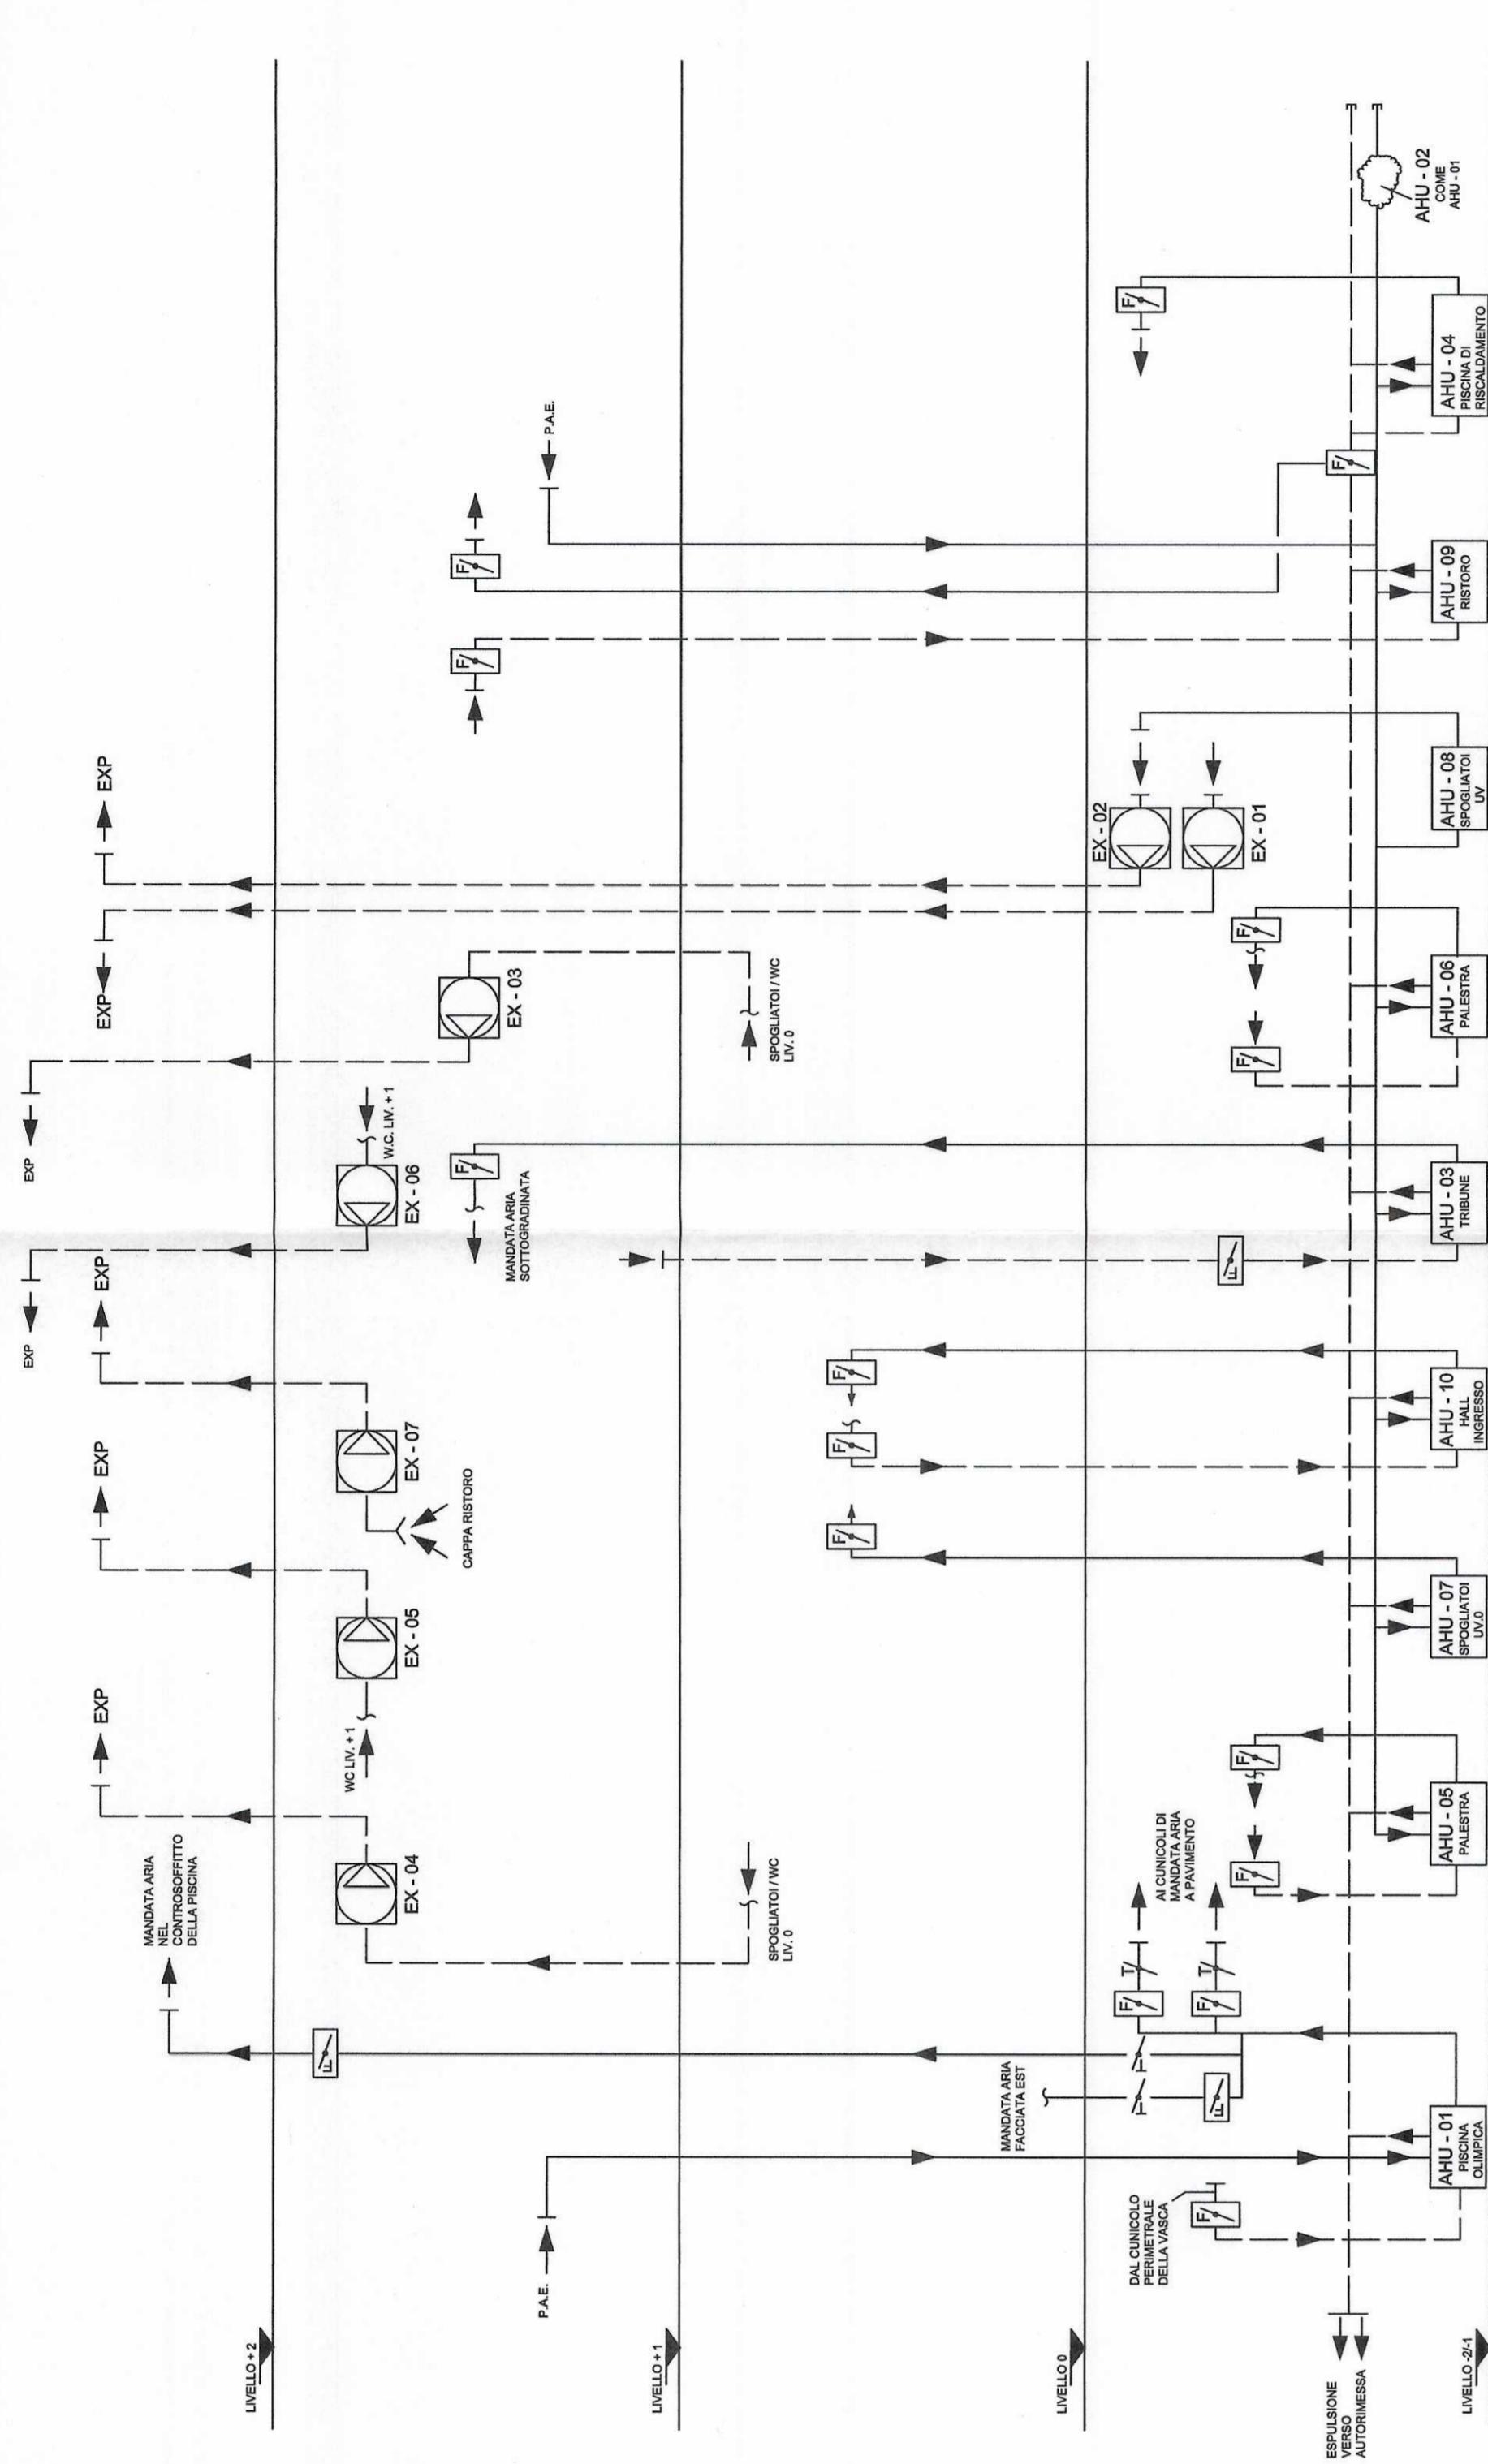 EXP
EXP
EXP
EXP
EXP
EXP
EXP
MANDATA ARIA
NEL
CONTROSOFFITTO
DELLA PISCINA
LIVELLO + 2
F
WC LIV. + 1
W.C. LIV. + 1
EX - 04
EX - 05
EX - 07
EX - 06
CAPPA RISTORO
F
F
F
EX - 03
MANDATA ARIA
SOTTOGRADINATA
P.A.E.
P.A.E.
LIVELLO + 1
SPOGLIATOI / WC
LIV. 0
SPOGLIATOI / WC
LIV. 0
F
F
F
MANDATA ARIA
FACCIATA EST
LIVELLO 0
EX - 02
T
T
F
T
F
DAL CUNICOLO
PERIMETRALE
DELLA VASCA
AI CUNICOLI DI
MANDATA ARIA
A PAVIMENTO
F
F
F
T
F
EX - 01
F
F
F
F
F
ESPULSIONE
VERSO
AUTORIMESSA
AHU - 01
PISCINA
OLIMPICA
AHU - 05
PALESTRA
AHU - 07
SPOGLIATOI
UV.0
AHU - 10
HALL
INGRESSO
AHU - 03
TRIBUNE
AHU - 06
PALESTRA
AHU - 08
SPOGLIATOI
UV
AHU - 09
RISTORO
AHU - 04
PISCINA DI
RISCALDAMENTO
AHU - 02
COME
AHU - 01
LIVELLO -2/-1